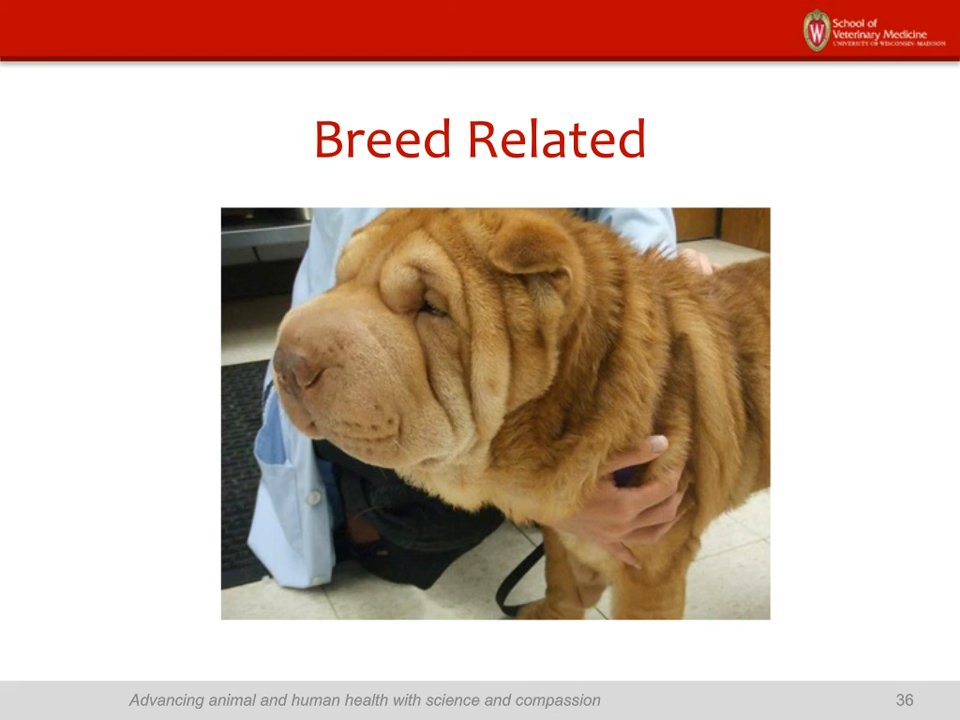 School of
Veterinary Medicine
UNIVERSITY OF WISCONSIN-MADISON
Breed Related
Advancing animal and human health with science and compassion
36